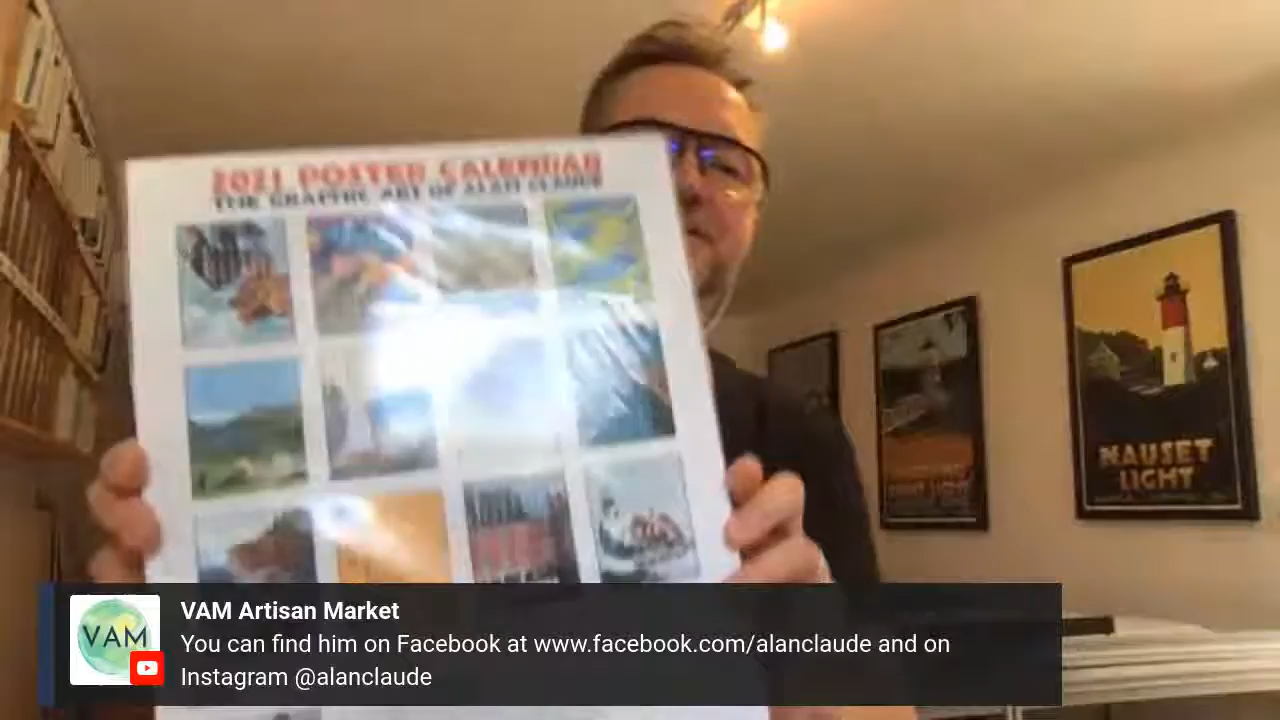 2021 POSTER CALENDAR
THE GRAPHIC ART OF ALAN CLAUDE
NAUSET
LIGHT
VAM
VAM Artisan Market
You can find him on Facebook at www.facebook.com/alanclaude and on
Instagram @alanclaude